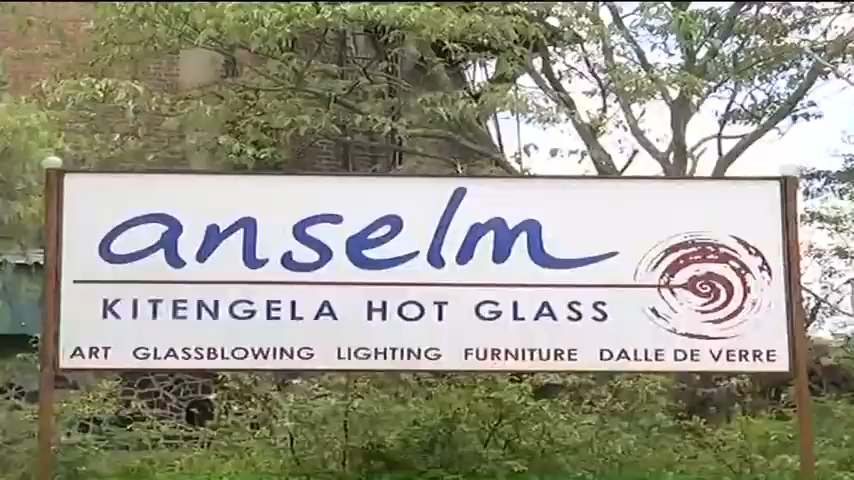 anselm
KITENGELA HOT GLASS
ART GLASSBLOWING LIGHTING FURNITURE DALLE DE VERRE